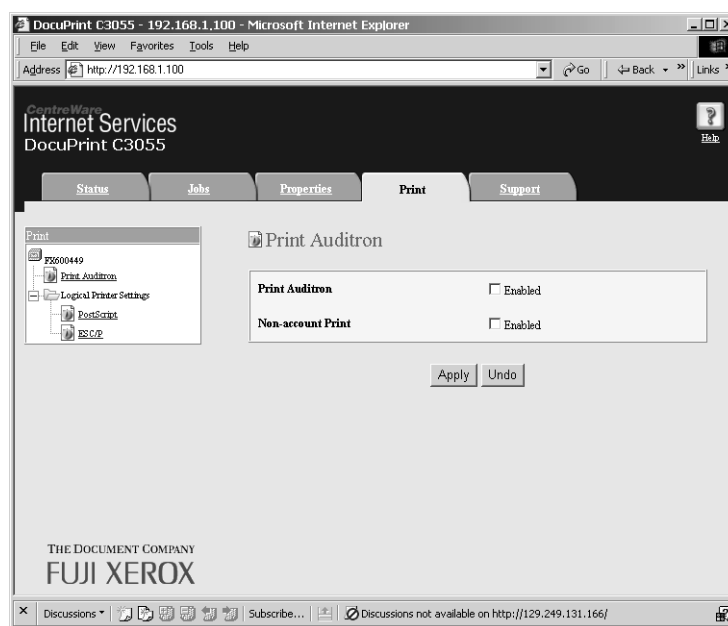 DocuPrint C3055 - 192.168.1,100 - Microsoft Internet Explorer
File Edit View Favorites Tools Help
Address http://192.168.1.100 Go Back » Links »
CentreWare
Internet Services
DocuPrint C3055
Help
Status Jobs Properties Print Support
Print
FX600449
Print Auditron
Logical Printer Settings
PostScript
ESC/P
Print Auditron
Print Auditron Enabled
Non-account Print Enabled
Apply Undo
THE DOCUMENT COMPANY
FUJI XEROX
Discussions Subscribe... Discussions not available on http://129.249.131.166/